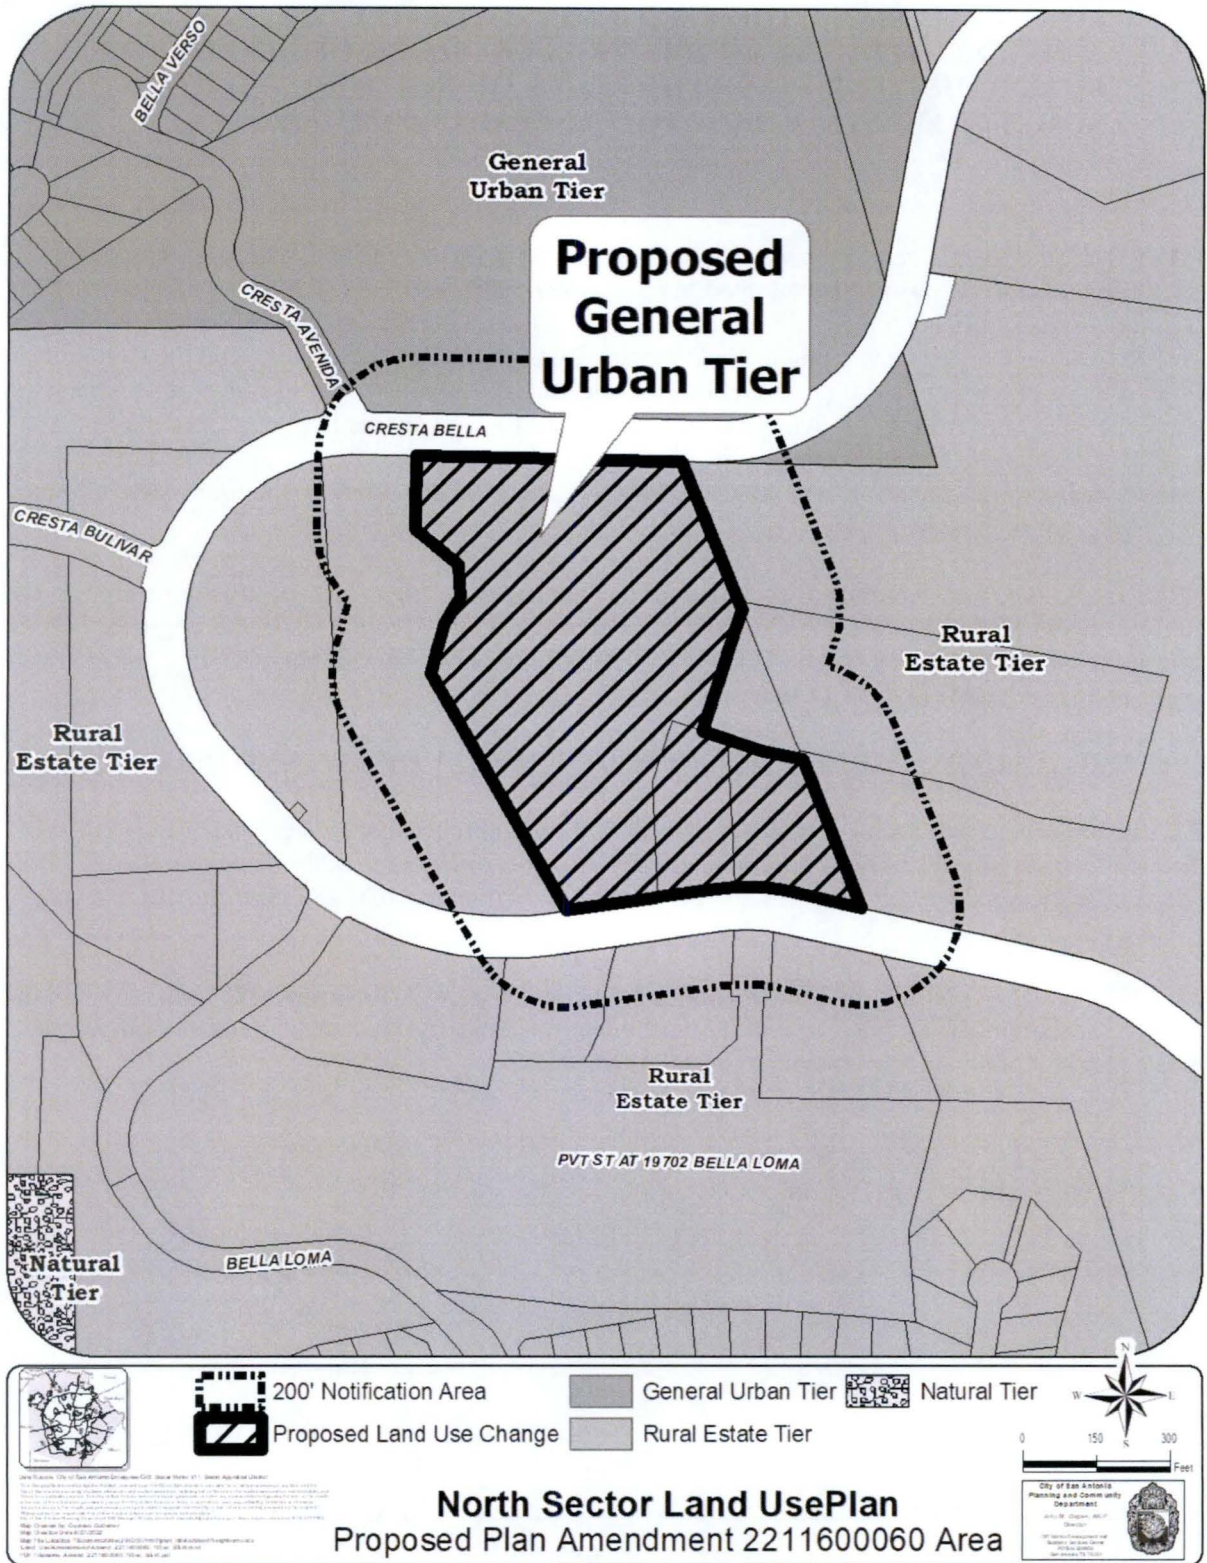 BELLA VERSO
General
Urban Tier
Proposed
General
Urban Tier
CRESTA AVENIDA
CRESTA BELLA
CRESTA BULIVAR
Rural
Estate Tier
Rural
Estate Tier
Rural
Estate Tier
PVT ST AT 19702 BELLA LOMA
BELLA LOMA
Natural
Tier
200' Notification Area
Proposed Land Use Change
General Urban Tier
Rural Estate Tier
Natural Tier
N
W
E
S
0 150 300
Feet
City of San Antonio
Planning and Community
Department
North Sector Land UsePlan
Proposed Plan Amendment 2211600060 Area